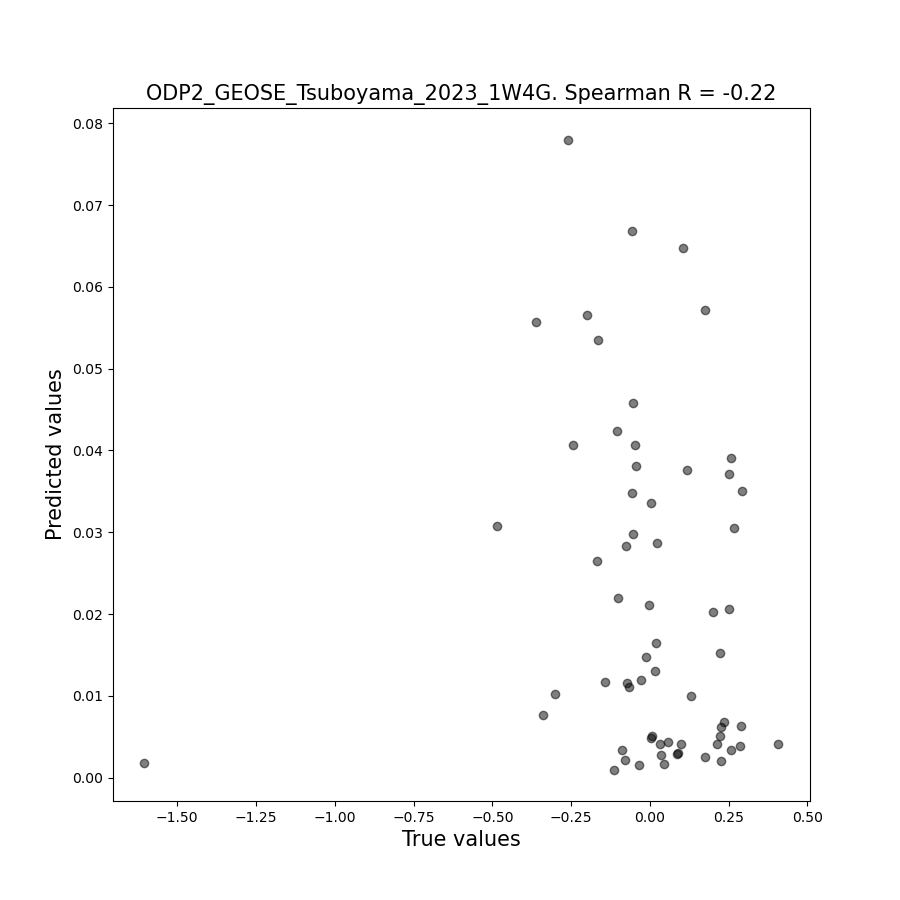 ODP2_GEOSE_Tsuboyama_2023_1W4G. Spearman R = -0.22
0.08
0.07
0.06
0.05
0.04
0.03
0.02
0.01
0.00
Predicted values
−1.50 −1.25 −1.00 −0.75 −0.50 −0.25 0.00 0.25 0.50
True values